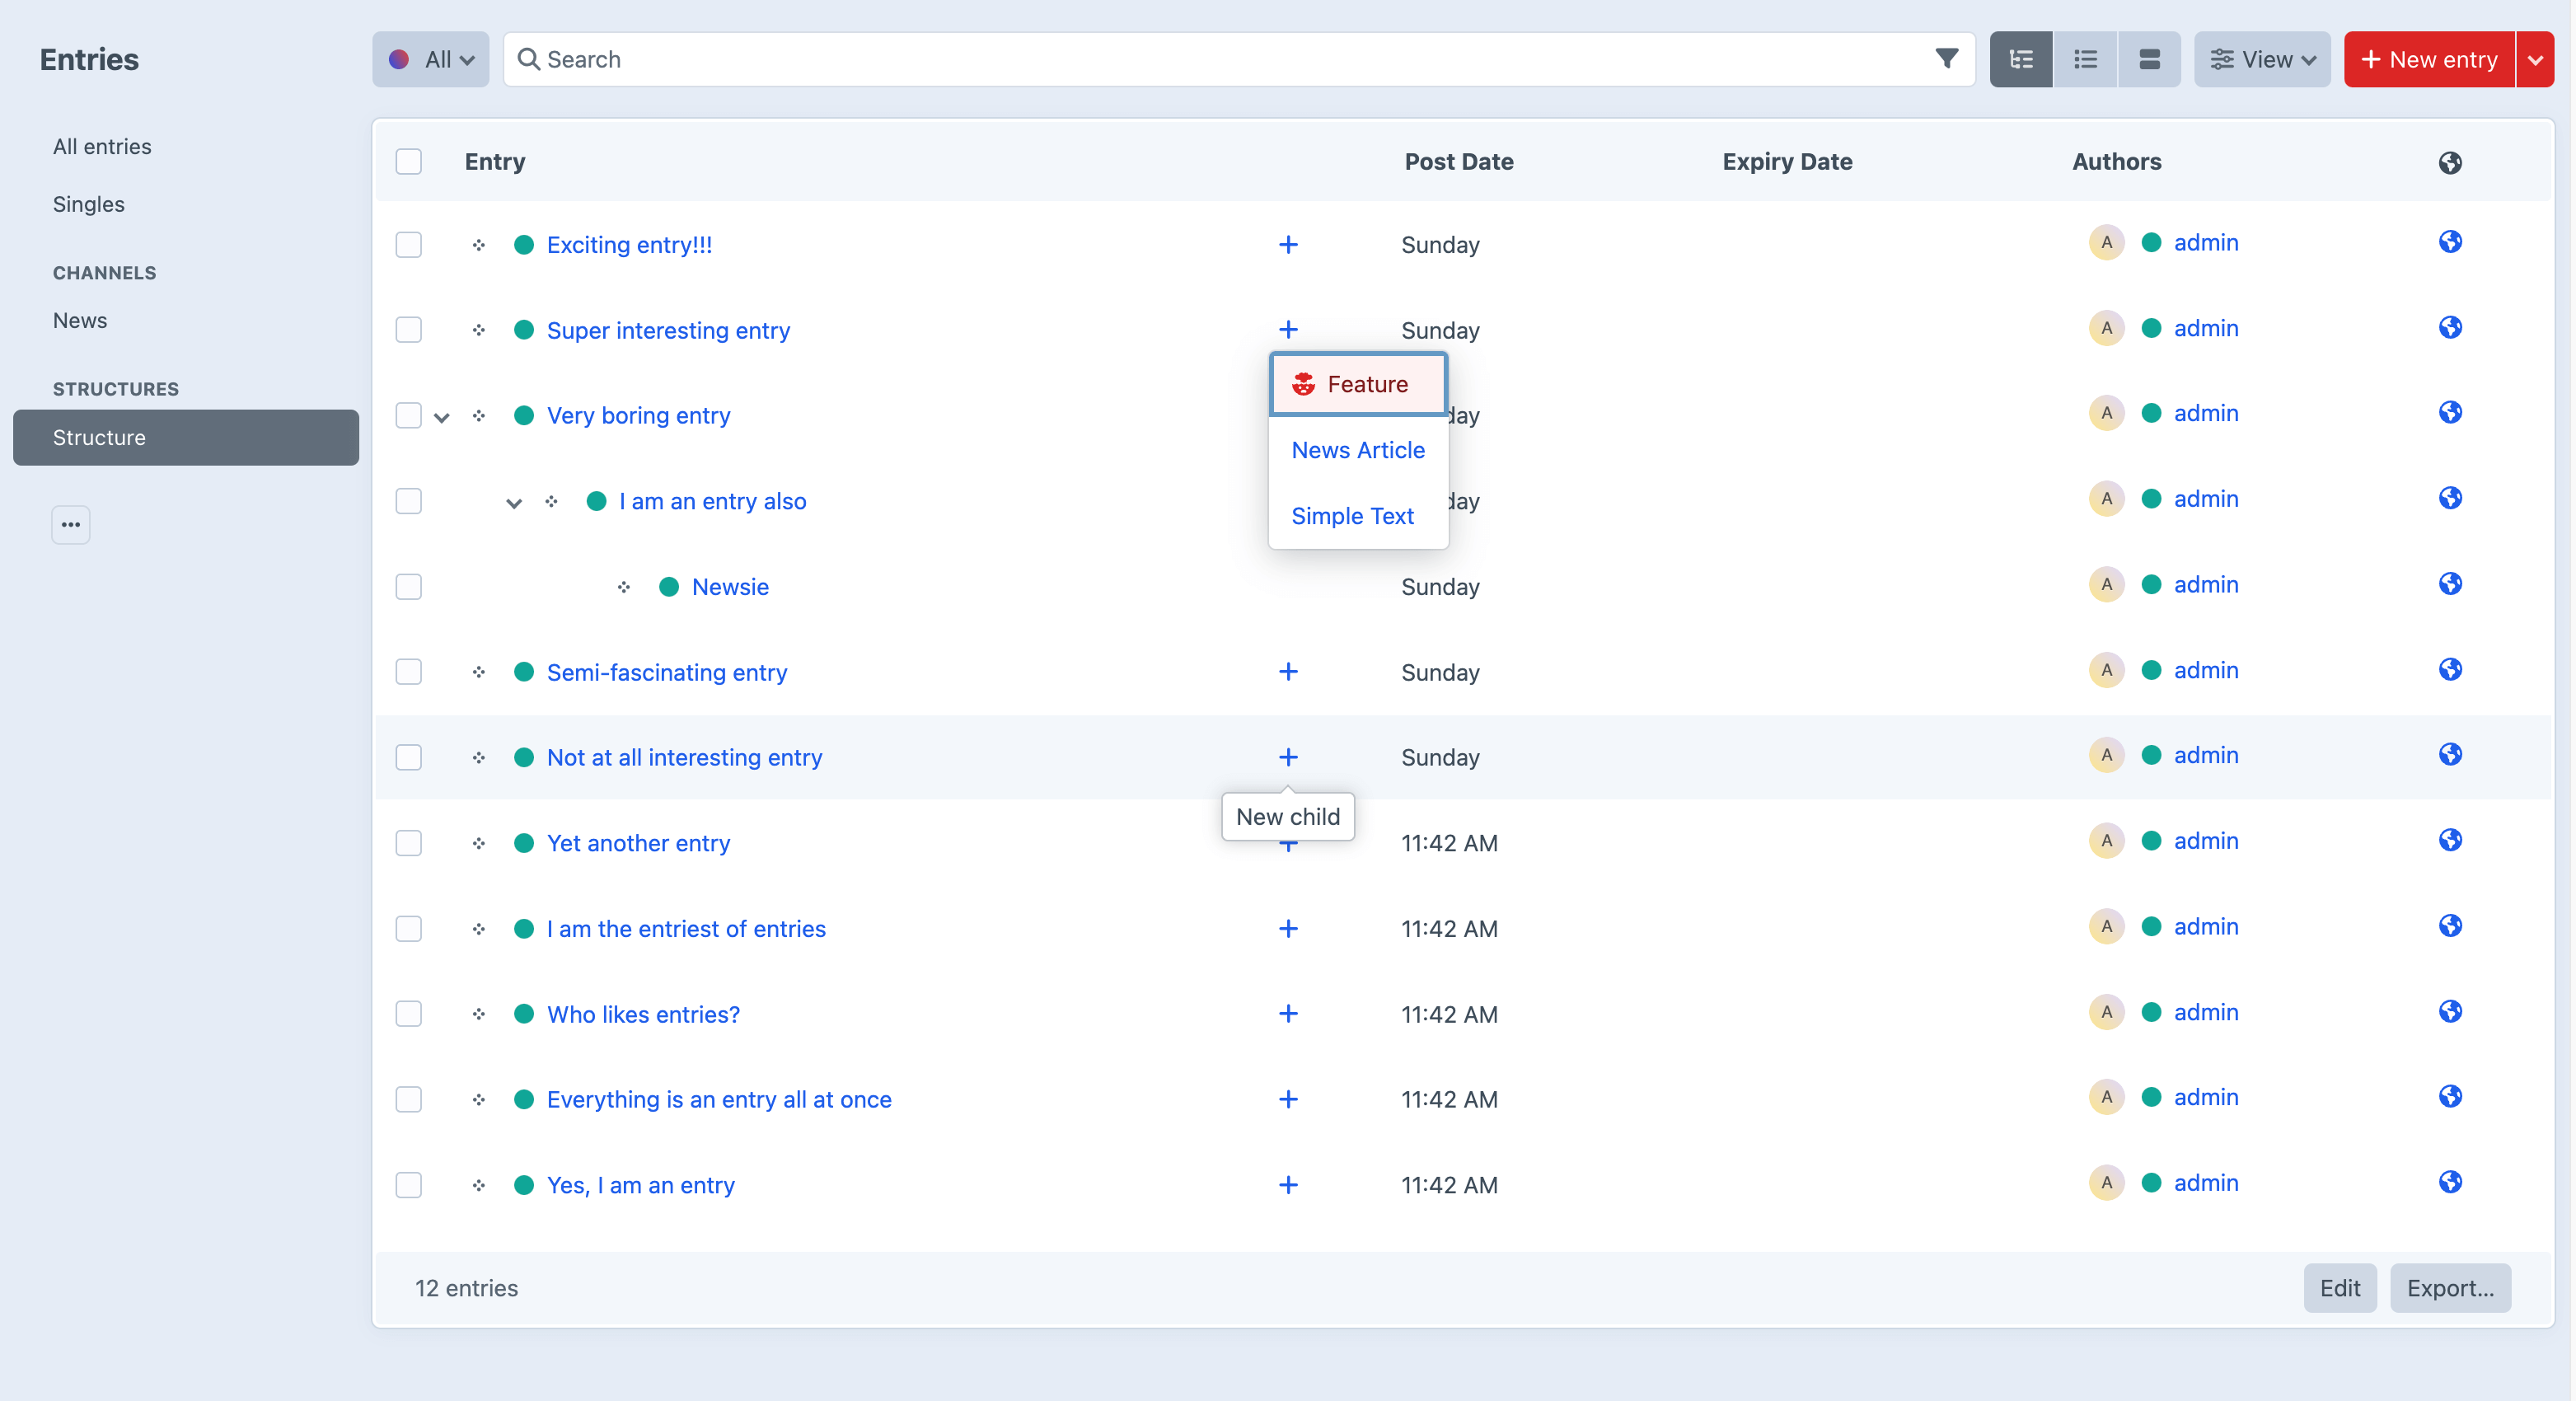 Entries
All
Search
View
New entry
All entries
Singles
CHANNELS
News
STRUCTURES
Structure
Entry Post Date Expiry Date Authors
Exciting entry!!! Sunday A admin
Super interesting entry Sunday A admin
Feature
News Article
Simple Text
Very boring entry day A admin
I am an entry also day A admin
Newsie Sunday A admin
Semi-fascinating entry Sunday A admin
Not at all interesting entry Sunday A admin
New child
Yet another entry 11:42 AM A admin
I am the entriest of entries 11:42 AM A admin
Who likes entries? 11:42 AM A admin
Everything is an entry all at once 11:42 AM A admin
Yes, I am an entry 11:42 AM A admin
12 entries
Edit
Export...